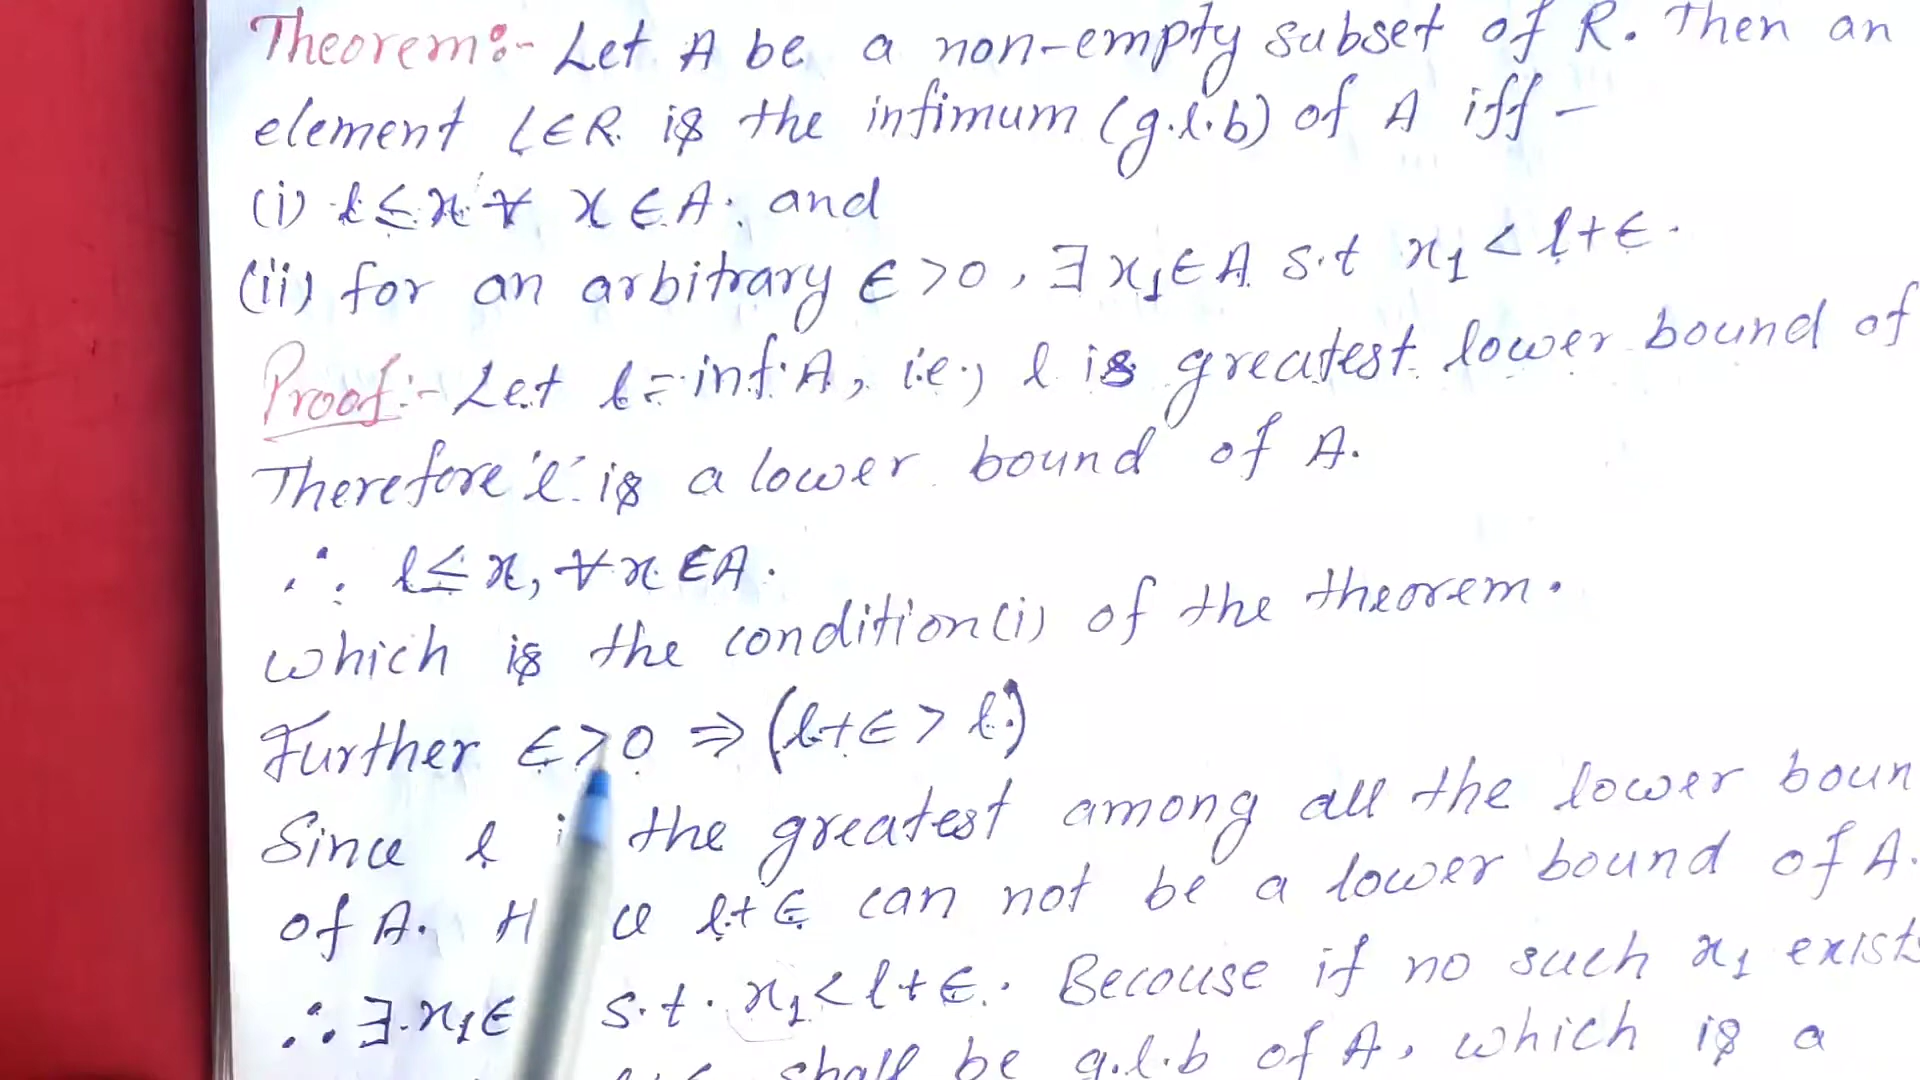 Theorem:- Let A be a non-empty subset of R. Then an
element l∈R is the infimum (g.l.b) of A iff -
(i) l≤x ∀ x∈A. and
(ii) for an arbitrary ϵ>0, ∃ x₁∈A s.t x₁<l+ϵ.
Proof:- Let l=inf.A, i.e., l is greatest lower bound of
Therefore 'l' is a lower bound of A.
∴ l≤x, ∀x∈A.
which is the condition(i) of the theorem.
Further ϵ>0 ⇒ (l+ϵ > l.)
Since l the greatest among all the lower boun
of A. l+ϵ can not be a lower bound of A.
∴ ∃ x₁∈ s.t. x₁<l+ϵ. Becouse if no such x₁ exists
shall be g.l.b of A, which is a